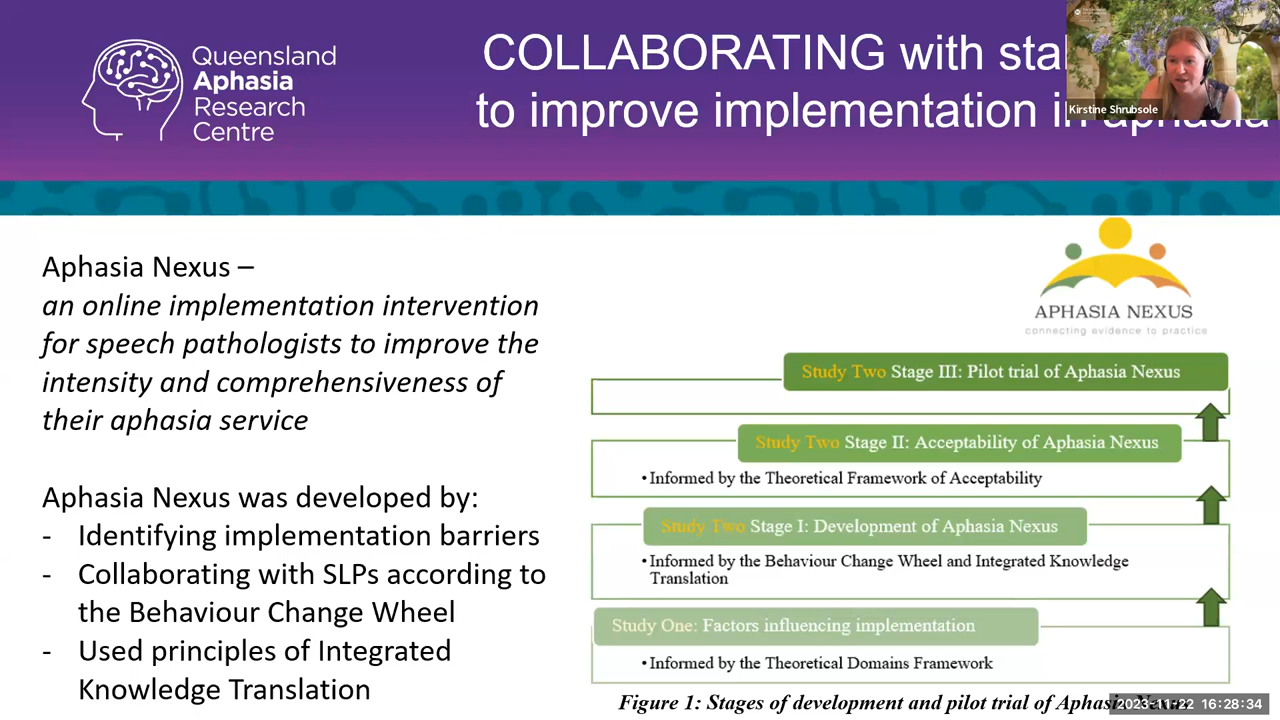 Queensland
Aphasia
Research
Centre
COLLABORATING with
to improve implementation in aphasia
Kirstine Shrubsole
Aphasia Nexus –
an online implementation intervention
for speech pathologists to improve the
intensity and comprehensiveness of
their aphasia service
Aphasia Nexus was developed by:
- Identifying implementation barriers
- Collaborating with SLPs according to
the Behaviour Change Wheel
- Used principles of Integrated
Knowledge Translation
APHASIA NEXUS
connecting evidence to practice
Study Two Stage III: Pilot trial of Aphasia Nexus
Study Two Stage II: Acceptability of Aphasia Nexus
•Informed by the Theoretical Framework of Acceptability
Study Two Stage I: Development of Aphasia Nexus
•Informed by the Behaviour Change Wheel and Integrated Knowledge
Translation
Study One: Factors influencing implementation
•Informed by the Theoretical Domains Framework
Figure 1: Stages of development and pilot trial of Aphasia Nexus
2023-11-22 16:28:34